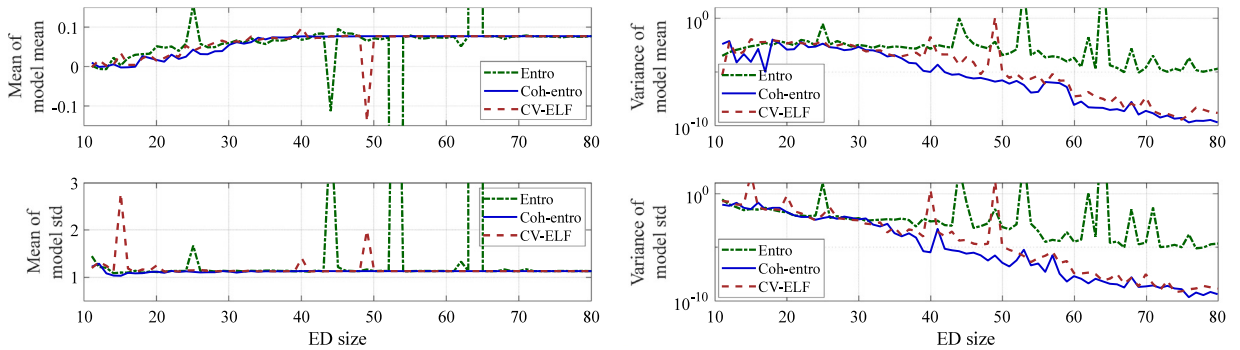 0.1
0
-0.1
Mean of
model mean
Entro
Coh-entro
CV-ELF
11 20 30 40 50 60 70 80
10^0
10^-10
Variance of
model mean
Entro
Coh-entro
CV-ELF
10 20 30 40 50 60 70 80
3
2
1
Mean of
model std
Entro
Coh-entro
CV-ELF
11 20 30 40 50 60 70 80
ED size
10^0
10^-10
Variance of
model std
Entro
Coh-entro
CV-ELF
10 20 30 40 50 60 70 80
ED size